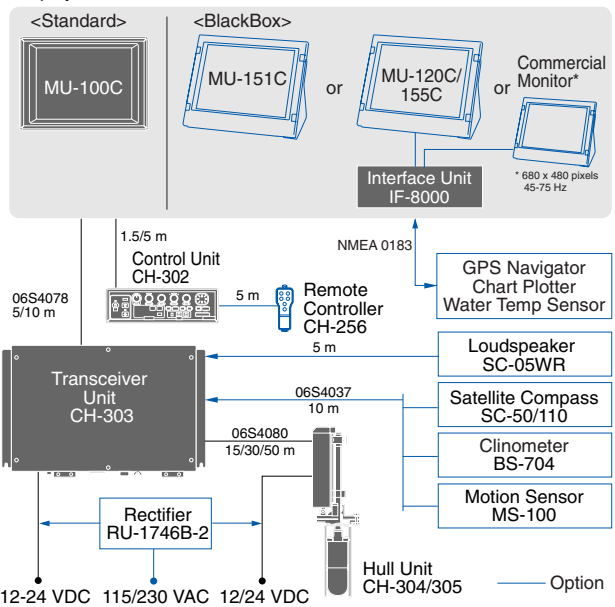 <Standard>
<BlackBox>
MU-100C
MU-151C
or
MU-120C/
155C
or
Commercial
Monitor*
* 680 x 480 pixels
45-75 Hz
Interface Unit
IF-8000
1.5/5 m
NMEA 0183
Control Unit
CH-302
06S4078
5/10 m
5 m
Remote
Controller
CH-256
GPS Navigator
Chart Plotter
Water Temp Sensor
5 m
Loudspeaker
SC-05WR
Transceiver
Unit
CH-303
06S4037
10 m
Satellite Compass
SC-50/110
06S4080
15/30/50 m
Clinometer
BS-704
Motion Sensor
MS-100
Rectifier
RU-1746B-2
Hull Unit
CH-304/305
Option
12-24 VDC
115/230 VAC
12/24 VDC